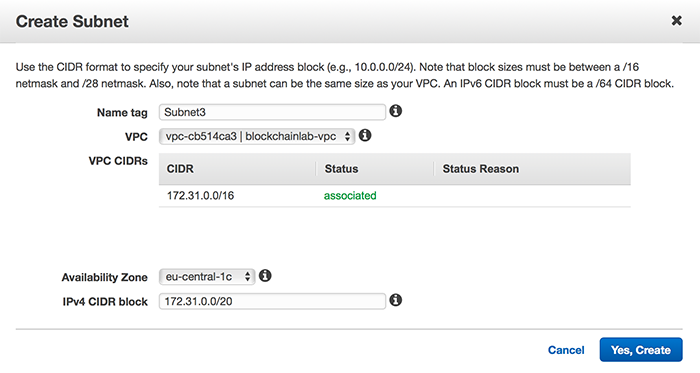 Create Subnet
Use the CIDR format to specify your subnet's IP address block (e.g., 10.0.0.0/24). Note that block sizes must be between a /16
netmask and /28 netmask. Also, note that a subnet can be the same size as your VPC. An IPv6 CIDR block must be a /64 CIDR block.
Name tag Subnet3
VPC vpc-cb514ca3 | blockchainlab-vpc
VPC CIDRs CIDR Status Status Reason
172.31.0.0/16 associated
Availability Zone eu-central-1c
IPv4 CIDR block 172.31.0.0/20
Cancel Yes, Create